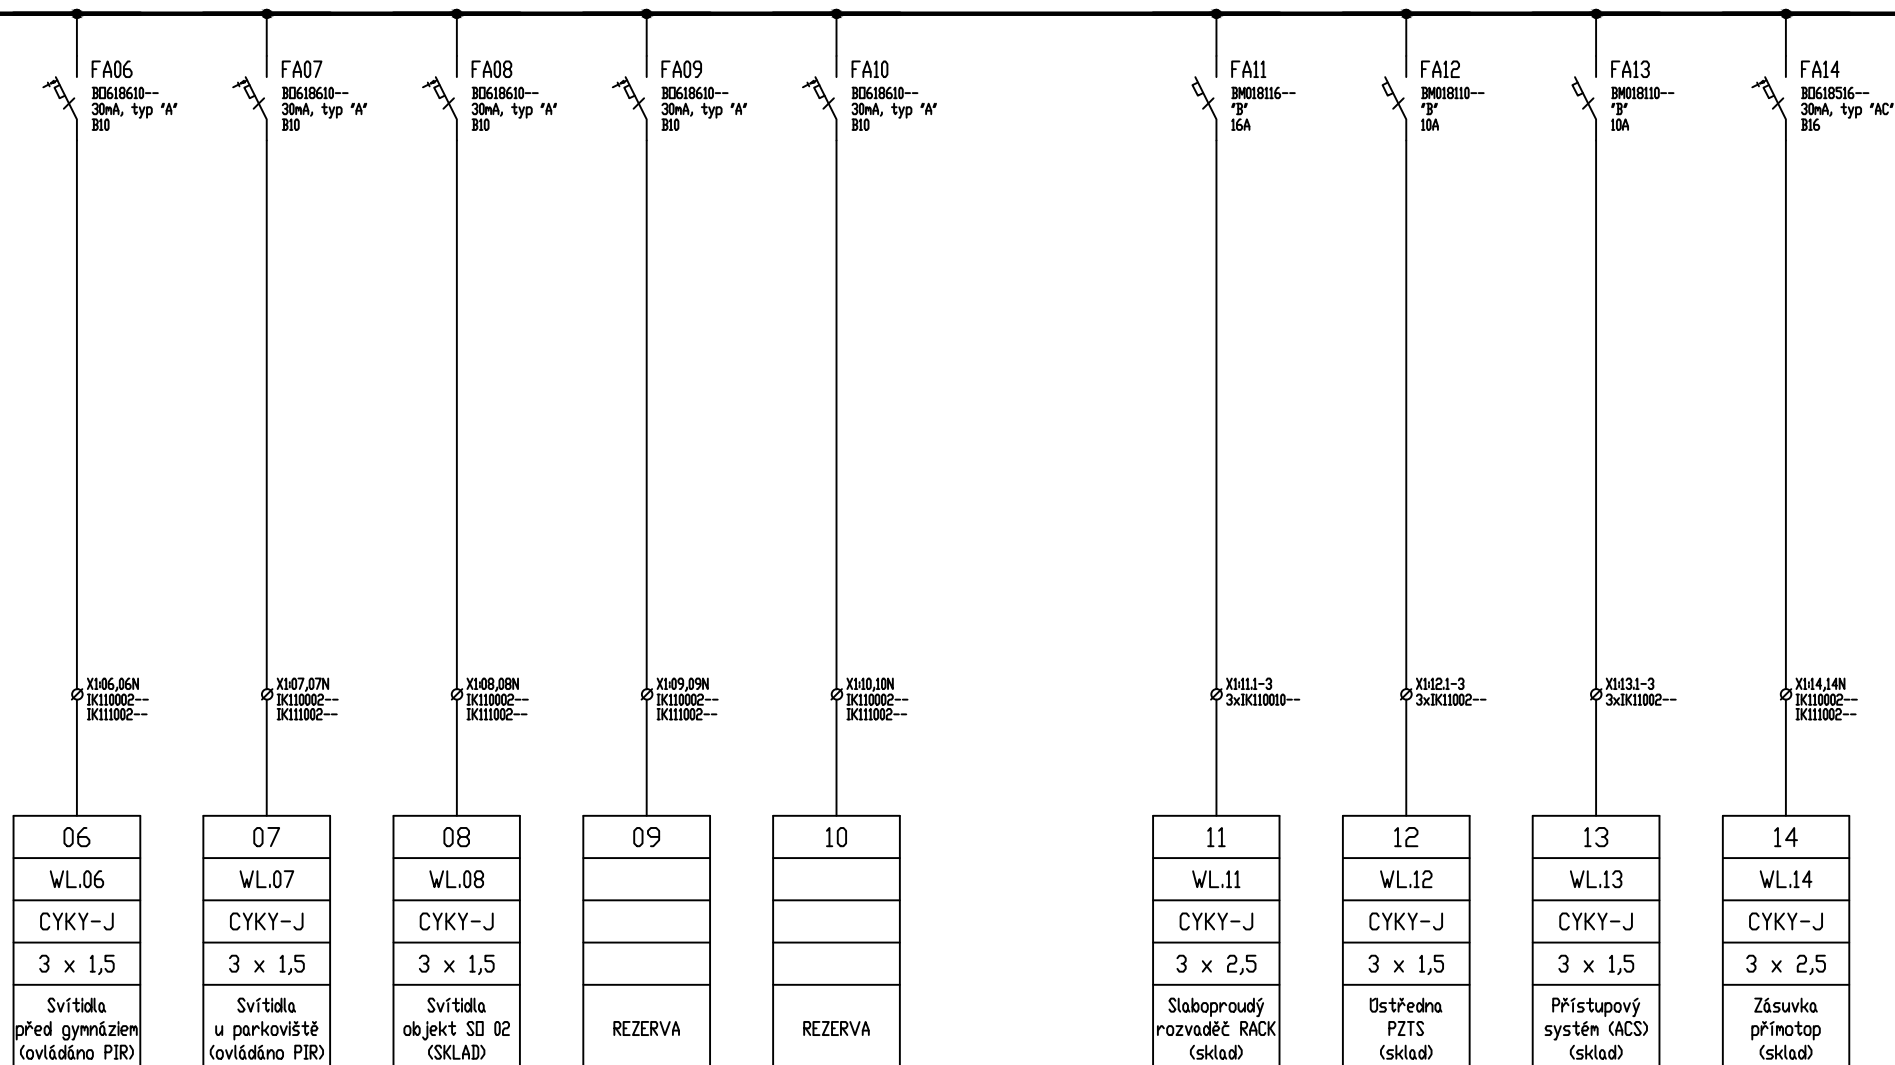 FA06
BO618610--
30mA, typ "A"
B10
FA07
BO618610--
30mA, typ "A"
B10
FA08
BO618610--
30mA, typ "A"
B10
FA09
BO618610--
30mA, typ "A"
B10
FA10
BO618610--
30mA, typ "A"
B10
FA11
BM018116--
"B"
16A
FA12
BM018110--
"B"
10A
FA13
BM018110--
"B"
10A
FA14
BO618516--
30mA, typ "AC"
B16
X1:06,06N
IK110002--
IK111002--
X1:07,07N
IK110002--
IK111002--
X1:08,08N
IK110002--
IK111002--
X1:09,09N
IK110002--
IK111002--
X1:10,10N
IK110002--
IK111002--
X1:11.1-3
3xIK110010--
X1:12.1-3
3xIK11002--
X1:13.1-3
3xIK11002--
X1:14,14N
IK110002--
IK111002--
06
WL.06
CYKY-J
3 x 1,5
Svítidla
před gymnáziem
(ovládáno PIR)
07
WL.07
CYKY-J
3 x 1,5
Svítidla
u parkoviště
(ovládáno PIR)
08
WL.08
CYKY-J
3 x 1,5
Svítidla
objekt SO 02
(SKLAD)
09
REZERVA
10
REZERVA
11
WL.11
CYKY-J
3 x 2,5
Slaboproudý
rozvaděč RACK
(sklad)
12
WL.12
CYKY-J
3 x 1,5
Ústředna
PZTS
(sklad)
13
WL.13
CYKY-J
3 x 1,5
Přístupový
systém (ACS)
(sklad)
14
WL.14
CYKY-J
3 x 2,5
Zásuvka
přímotop
(sklad)